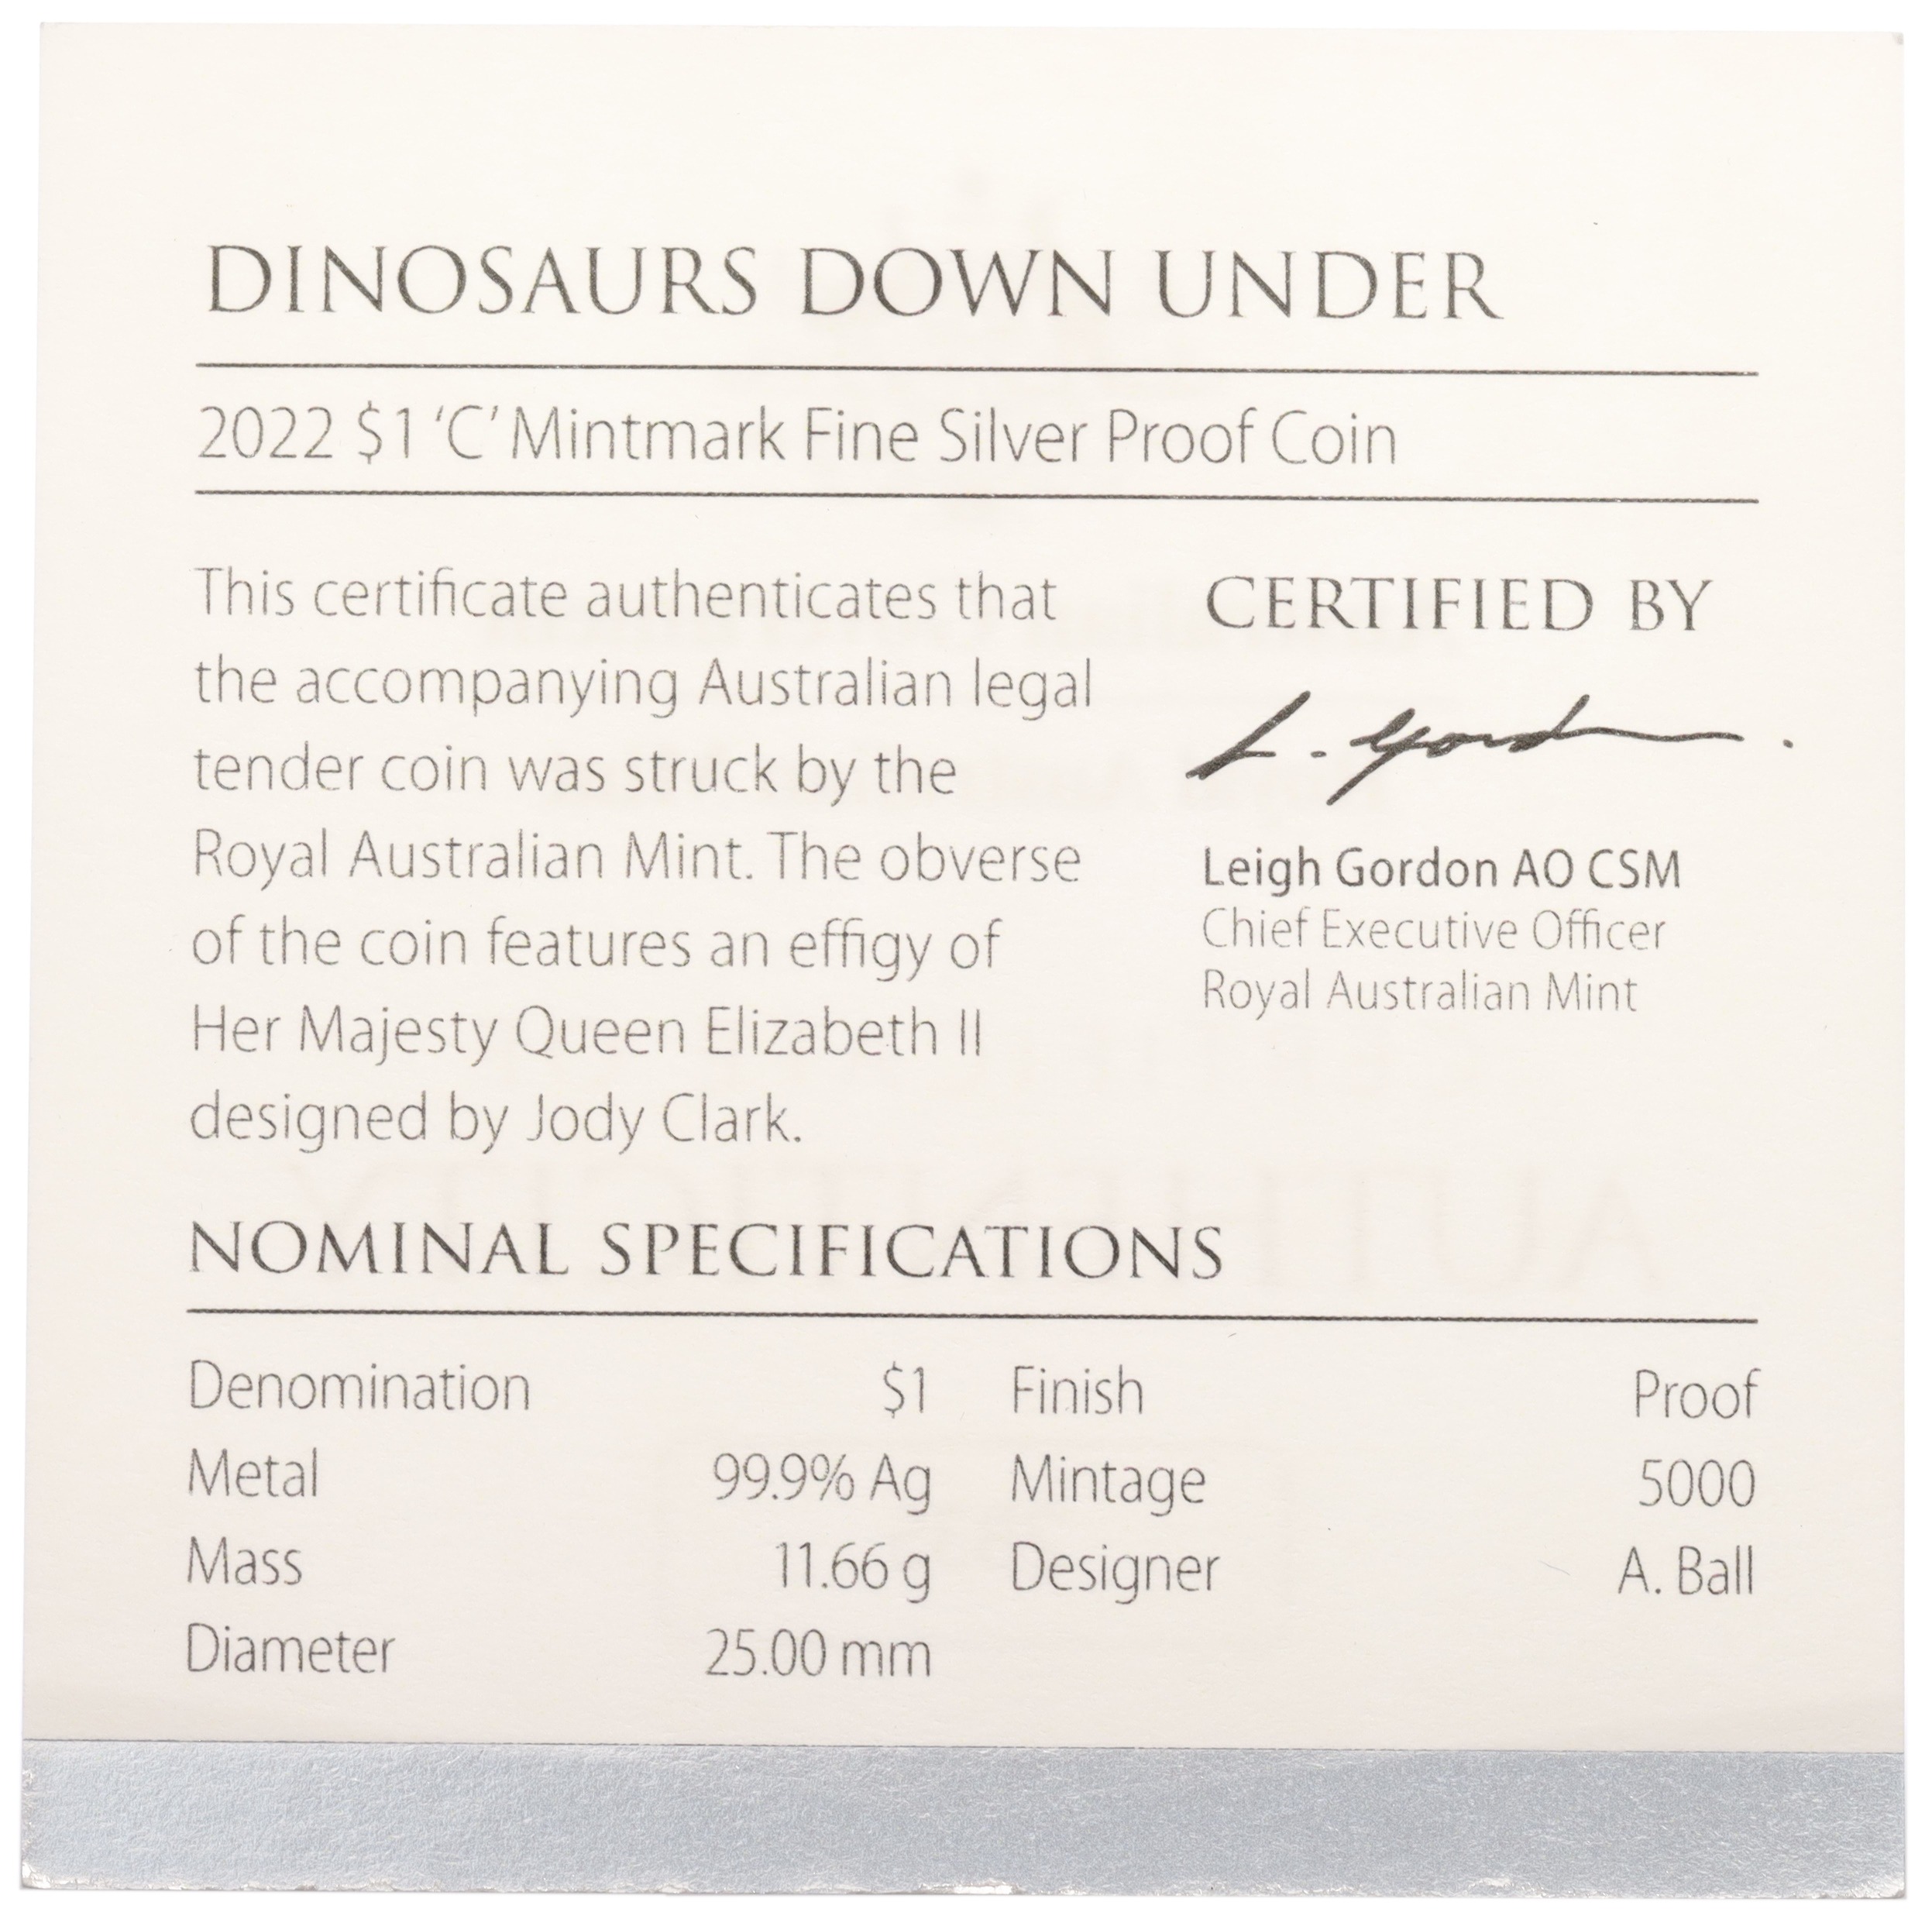 DINOSAURS DOWN UNDER
2022 $1 ‘C’ Mintmark Fine Silver Proof Coin
This certificate authenticates that
the accompanying Australian legal
tender coin was struck by the
Royal Australian Mint. The obverse
of the coin features an effigy of
Her Majesty Queen Elizabeth II
designed by Jody Clark.
CERTIFIED BY
L. Gordon.
Leigh Gordon AO CSM
Chief Executive Officer
Royal Australian Mint
NOMINAL SPECIFICATIONS
Denomination $1 Finish Proof
Metal 99.9% Ag Mintage 5000
Mass 11.66 g Designer A. Ball
Diameter 25.00 mm